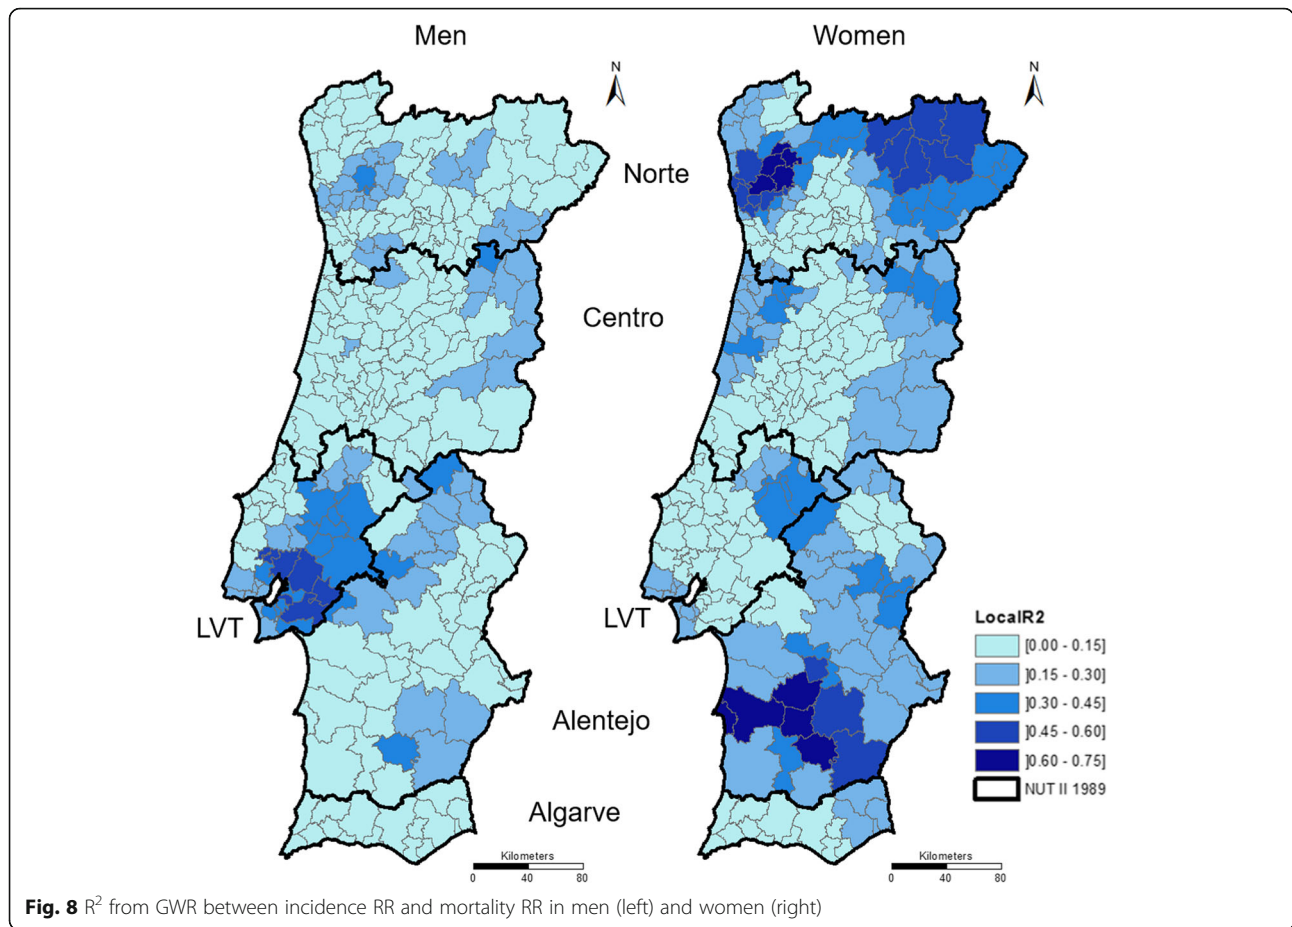 Men
Women
N
N
Norte
Centro
LVT
LVT
Alentejo
Algarve
LocalR2
[0.00 - 0.15]
]0.15 - 0.30]
]0.30 - 0.45]
]0.45 - 0.60]
]0.60 - 0.75]
NUT II 1989
Kilometers
0 40 80
Kilometers
0 40 80
Fig. 8 R² from GWR between incidence RR and mortality RR in men (left) and women (right)